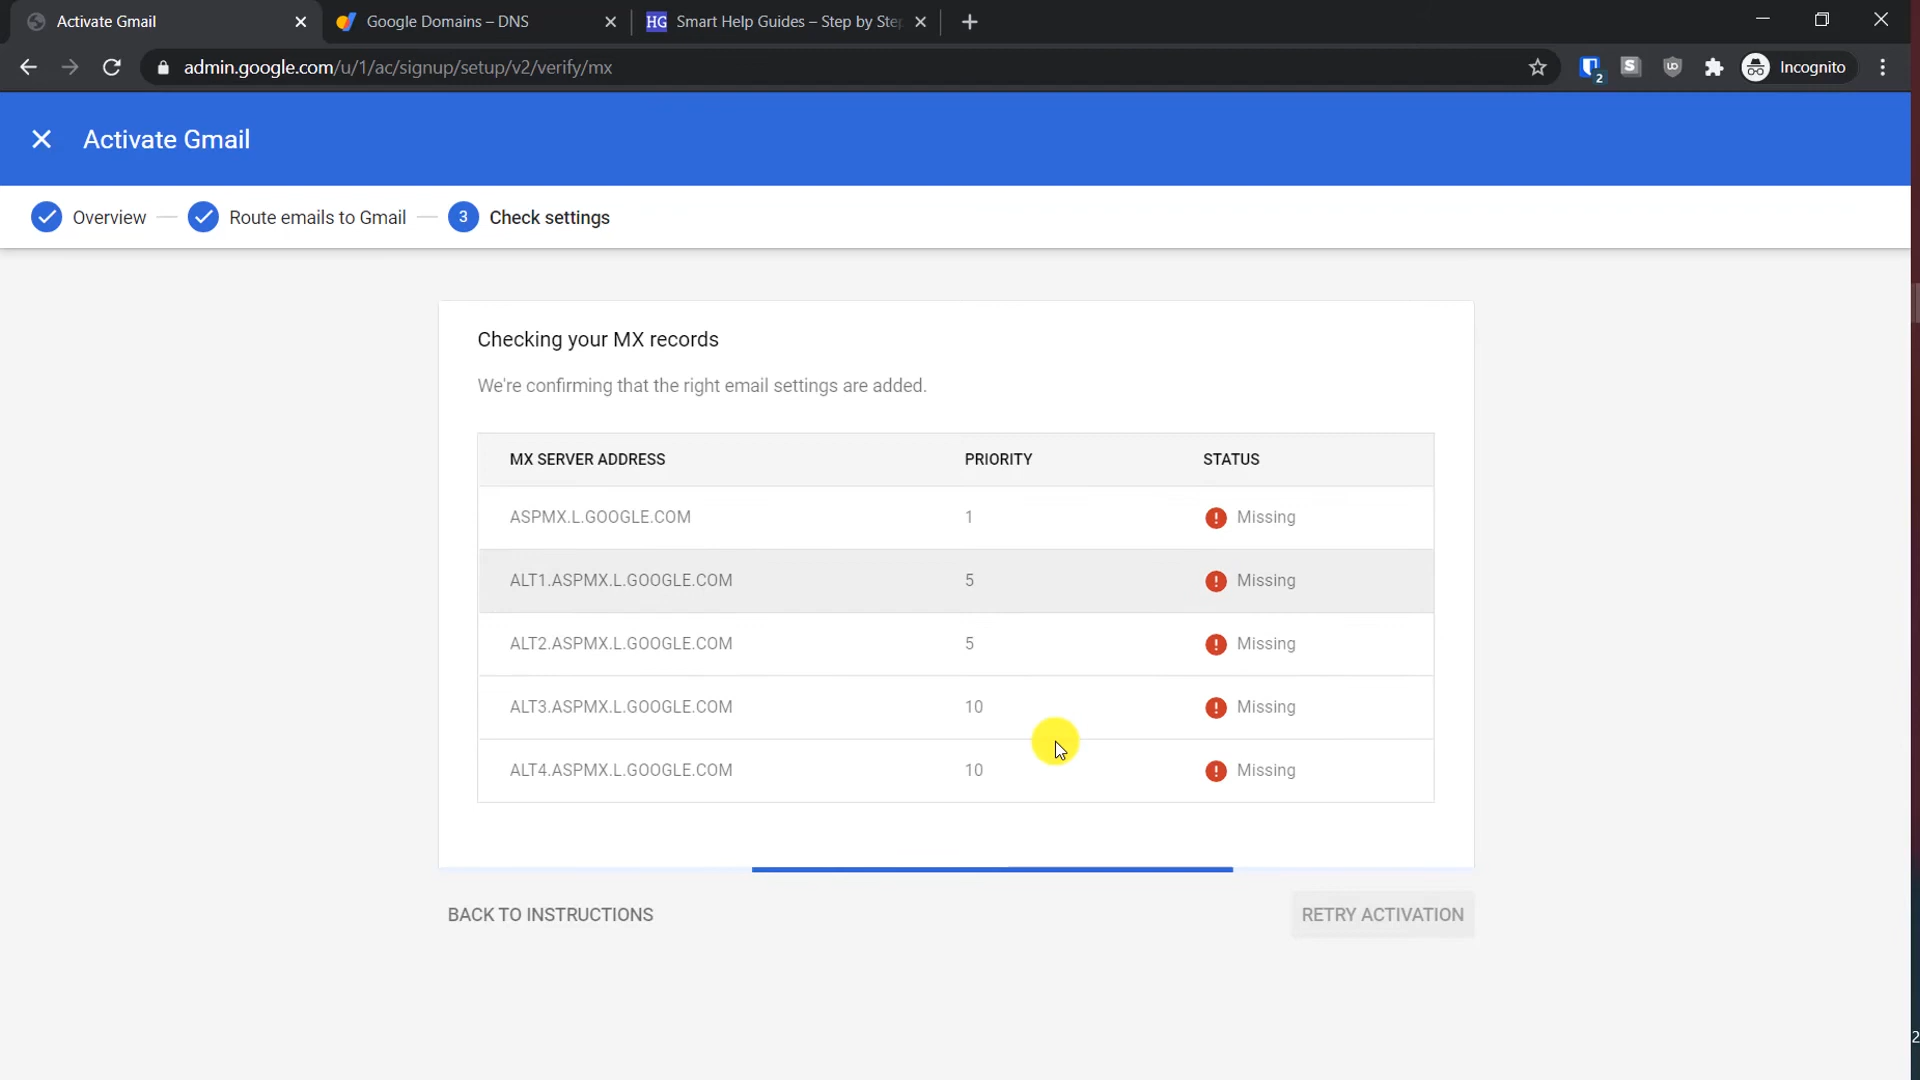 Activate Gmail
Google Domains – DNS
HG Smart Help Guides – Step by Ste
admin.google.com/u/1/ac/signup/setup/v2/verify/mx
2
S
Incognito
Activate Gmail
Overview
Route emails to Gmail
3
Check settings
Checking your MX records
We're confirming that the right email settings are added.
MX SERVER ADDRESS PRIORITY STATUS
ASPMX.L.GOOGLE.COM 1 Missing
ALT1.ASPMX.L.GOOGLE.COM 5 Missing
ALT2.ASPMX.L.GOOGLE.COM 5 Missing
ALT3.ASPMX.L.GOOGLE.COM 10 Missing
ALT4.ASPMX.L.GOOGLE.COM 10 Missing
BACK TO INSTRUCTIONS
RETRY ACTIVATION
2